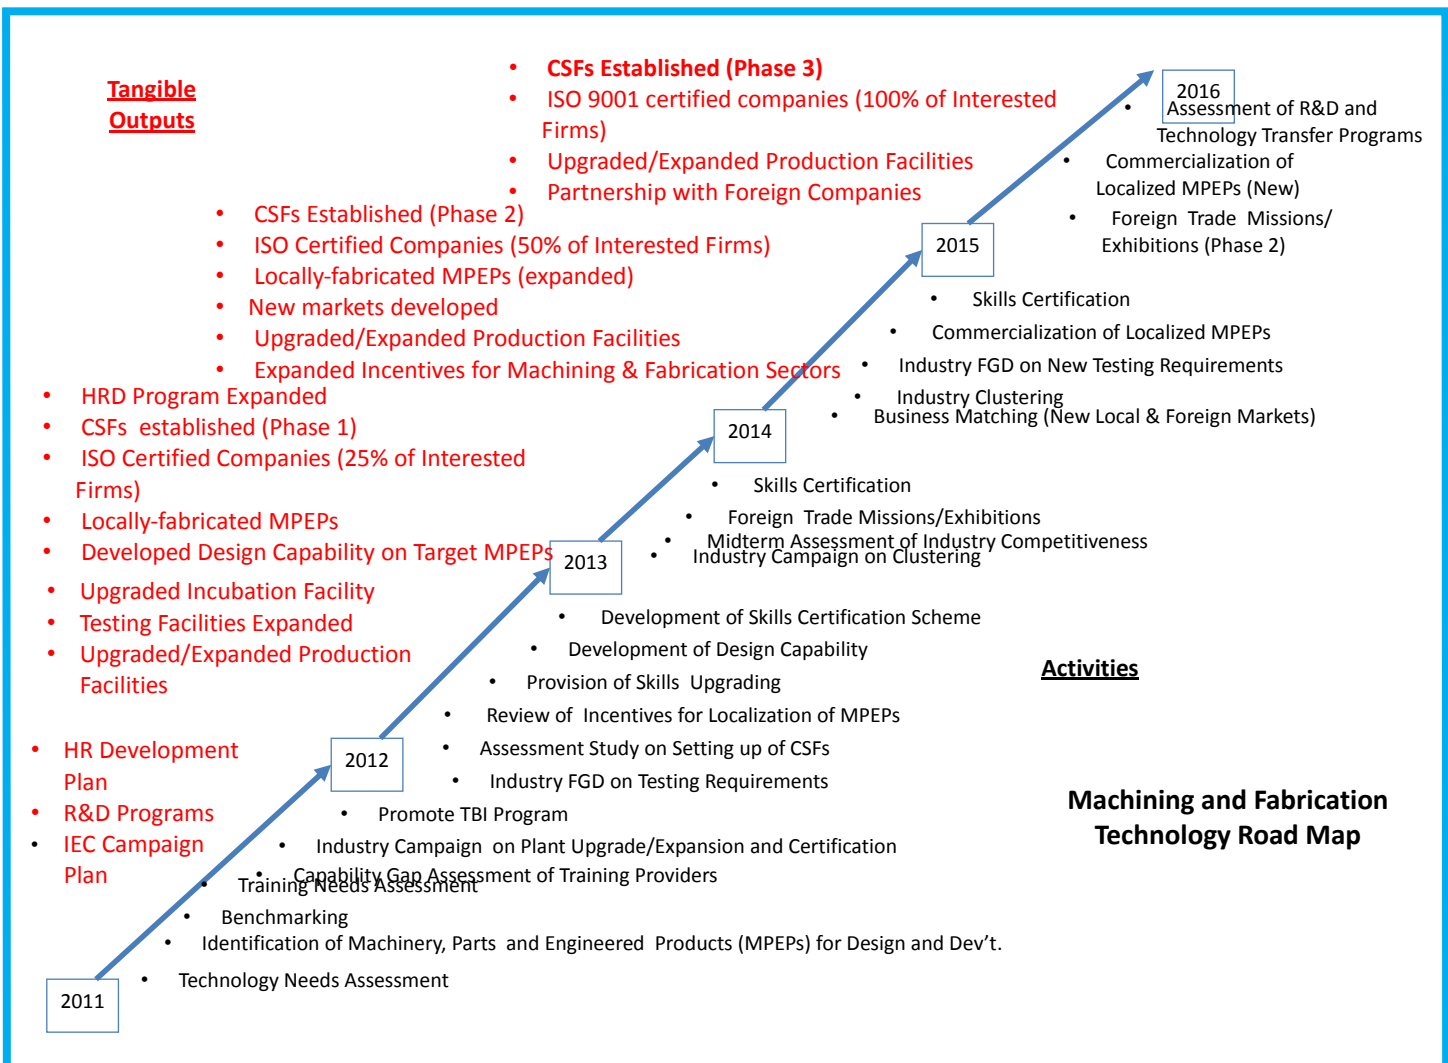 Tangible
Outputs
• CSFs Established (Phase 3)
• ISO 9001 certified companies (100% of Interested
Firms)
• Upgraded/Expanded Production Facilities
• Partnership with Foreign Companies
2016
• Assessment of R&D and
Technology Transfer Programs
• Commercialization of
Localized MPEPs (New)
• Foreign Trade Missions/
Exhibitions (Phase 2)
• CSFs Established (Phase 2)
• ISO Certified Companies (50% of Interested Firms)
• Locally-fabricated MPEPs (expanded)
• New markets developed
• Upgraded/Expanded Production Facilities
• Expanded Incentives for Machining & Fabrication Sectors
2015
• Skills Certification
• Commercialization of Localized MPEPs
• Industry FGD on New Testing Requirements
• Industry Clustering
• Business Matching (New Local & Foreign Markets)
• HRD Program Expanded
• CSFs established (Phase 1)
• ISO Certified Companies (25% of Interested
Firms)
• Locally-fabricated MPEPs
• Developed Design Capability on Target MPEPs
• Upgraded Incubation Facility
• Testing Facilities Expanded
• Upgraded/Expanded Production
Facilities
2014
• Skills Certification
• Foreign Trade Missions/Exhibitions
• Midterm Assessment of Industry Competitiveness
• Industry Campaign on Clustering
2013
• Development of Skills Certification Scheme
• Development of Design Capability
• Provision of Skills Upgrading
• Review of Incentives for Localization of MPEPs
• Assessment Study on Setting up of CSFs
• Industry FGD on Testing Requirements
Activities
• HR Development
Plan
• R&D Programs
• IEC Campaign
Plan
2012
• Promote TBI Program
• Industry Campaign on Plant Upgrade/Expansion and Certification
• Capability Gap Assessment of Training Providers
• Training Needs Assessment
• Benchmarking
• Identification of Machinery, Parts and Engineered Products (MPEPs) for Design and Dev’t.
• Technology Needs Assessment
2011
Machining and Fabrication
Technology Road Map